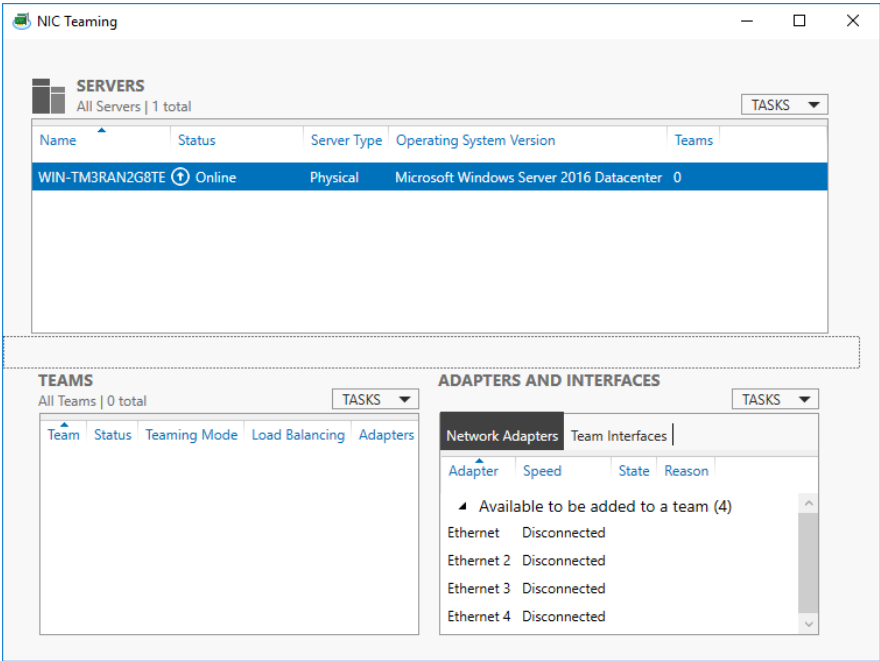 NIC Teaming
SERVERS
All Servers | 1 total
TASKS
Name Status Server Type Operating System Version Teams
WIN-TM3RAN2G8TE Online Physical Microsoft Windows Server 2016 Datacenter 0
TEAMS
All Teams | 0 total
TASKS
Team Status Teaming Mode Load Balancing Adapters
ADAPTERS AND INTERFACES
TASKS
Network Adapters Team Interfaces
Adapter Speed State Reason
Available to be added to a team (4)
Ethernet Disconnected
Ethernet 2 Disconnected
Ethernet 3 Disconnected
Ethernet 4 Disconnected